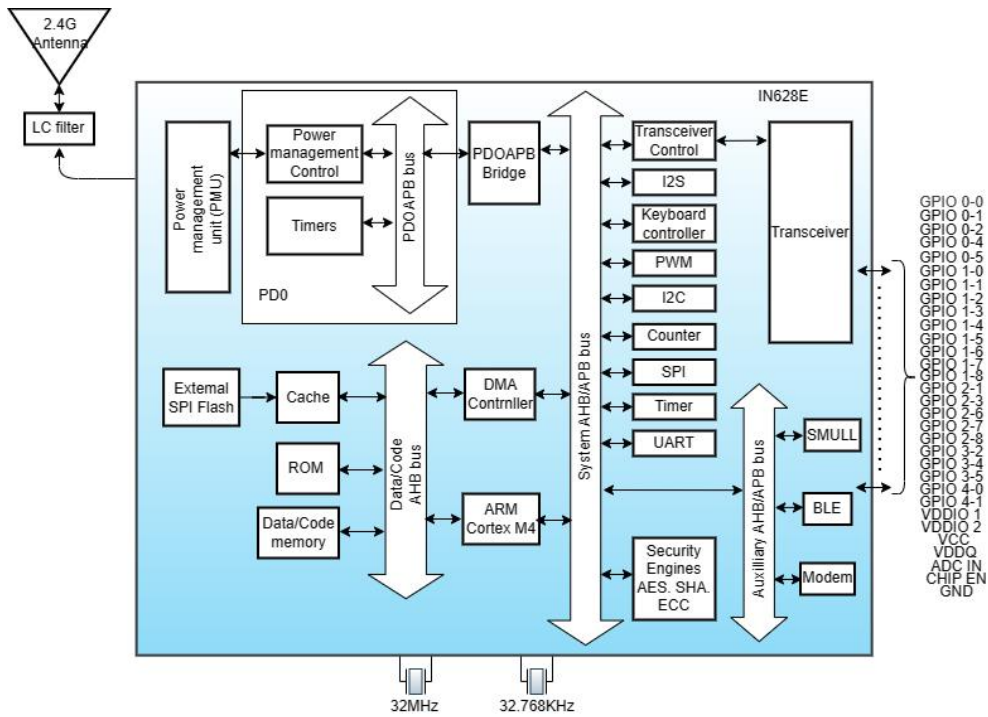 2.4G
Antenna
LC filter
IN628E
Power
management
unit (PMU)
Power
management
Control
Timers
PD0
PDOAPB bus
PDOAPB
Bridge
System AHB/APB bus
Transceiver
Control
I2S
Keyboard
controller
PWM
I2C
Counter
SPI
Timer
UART
Security
Engines
AES. SHA.
ECC
Transceiver
External
SPI Flash
Cache
ROM
Data/Code
memory
Data/Code
AHB bus
DMA
Contrnller
ARM
Cortex M4
Auxilliary AHB/APB bus
SMULL
BLE
Modem
GPIO 0-0
GPIO 0-1
GPIO 0-2
GPIO 0-4
GPIO 0-5
GPIO 1-0
GPIO 1-1
GPIO 1-2
GPIO 1-3
GPIO 1-4
GPIO 1-5
GPIO 1-6
GPIO 1-7
GPIO 1-8
GPIO 2-1
GPIO 2-3
GPIO 2-6
GPIO 2-7
GPIO 2-8
GPIO 3-2
GPIO 3-4
GPIO 3-5
GPIO 4-0
GPIO 4-1
VDDIO 1
VDDIO 2
VCC
VDDQ
ADC IN
CHIP EN
GND
32MHz
32.768KHz